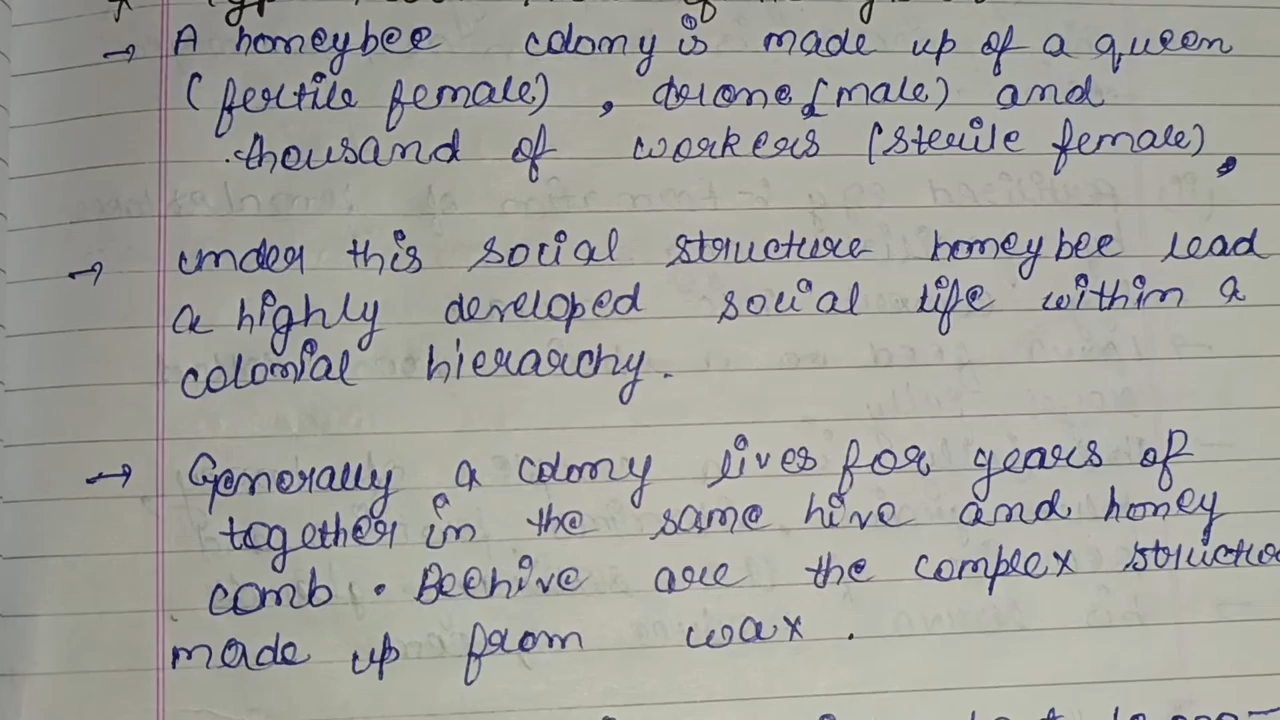 → A honeybee colony is made up of a queen
(fertile female), drone (male) and
thousand of workers (sterile female),
→ under this social structure honeybee lead
a highly developed social life within a
colonial hierarchy.
→ Generally a colony lives for years of
together in the same hive and honey
comb. Beehive are the complex
made up from wax.